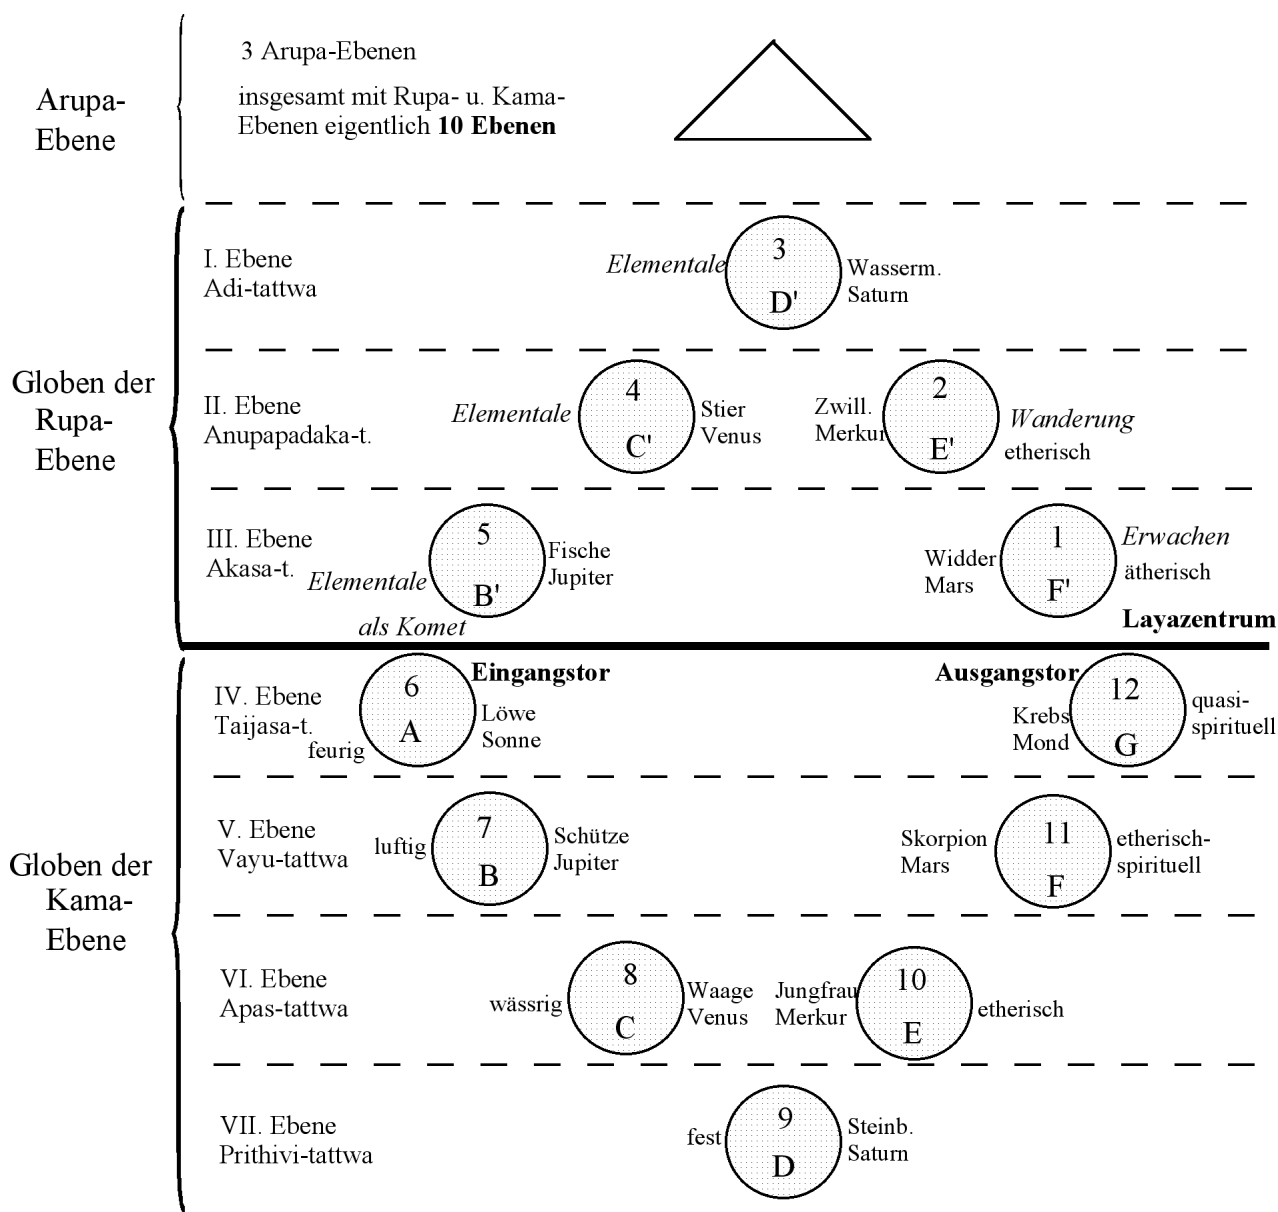 3 Arupa-Ebenen
insgesamt mit Rupa- u. Kama-
Ebenen eigentlich 10 Ebenen
Arupa-
Ebene
Globen der
Rupa-
Ebene
I. Ebene
Adi-tattwa
Elementale
3
D'
Wasserm.
Saturn
II. Ebene
Anupapadaka-t.
Elementale
4
C'
Stier
Venus
Zwill.
Merkur
2
E'
Wanderung
etherisch
III. Ebene
Akasa-t.
Elementale
als Komet
5
B'
Fische
Jupiter
Widder
Mars
1
F'
Erwachen
ätherisch
Layazentrum
Globen der
Kama-
Ebene
IV. Ebene
Taijasa-t.
feurig
6
A
Eingangstor
Löwe
Sonne
Ausgangstor
Krebs
Mond
12
G
quasi-
spirituell
V. Ebene
Vayu-tattwa
luftig
7
B
Schütze
Jupiter
Skorpion
Mars
11
F
etherisch-
spirituell
VI. Ebene
Apas-tattwa
wässrig
8
C
Waage
Venus
Jungfrau
Merkur
10
E
etherisch
VII. Ebene
Prithivi-tattwa
fest
9
D
Steinb.
Saturn